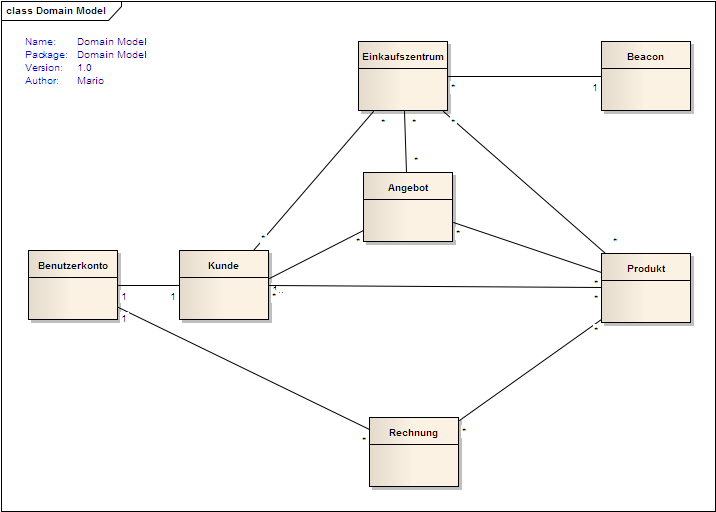 class Domain Model
Name: Domain Model
Package: Domain Model
Version: 1.0
Author: Mario
Einkaufszentrum
Beacon
* 1
* * *
*
Angebot
* *
* *
Benutzerkonto
Kunde
Produkt
1 1 1.. *
* *
1
*
Rechnung
* *